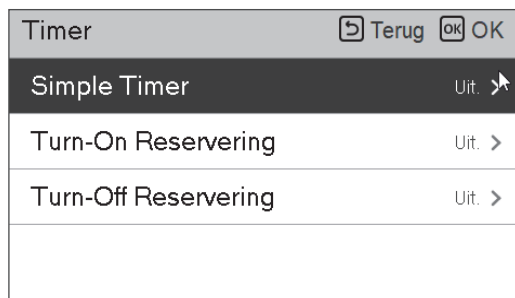 Timer Terug OK OK
Simple Timer Uit.
Turn-On Reservering Uit.
Turn-Off Reservering Uit.